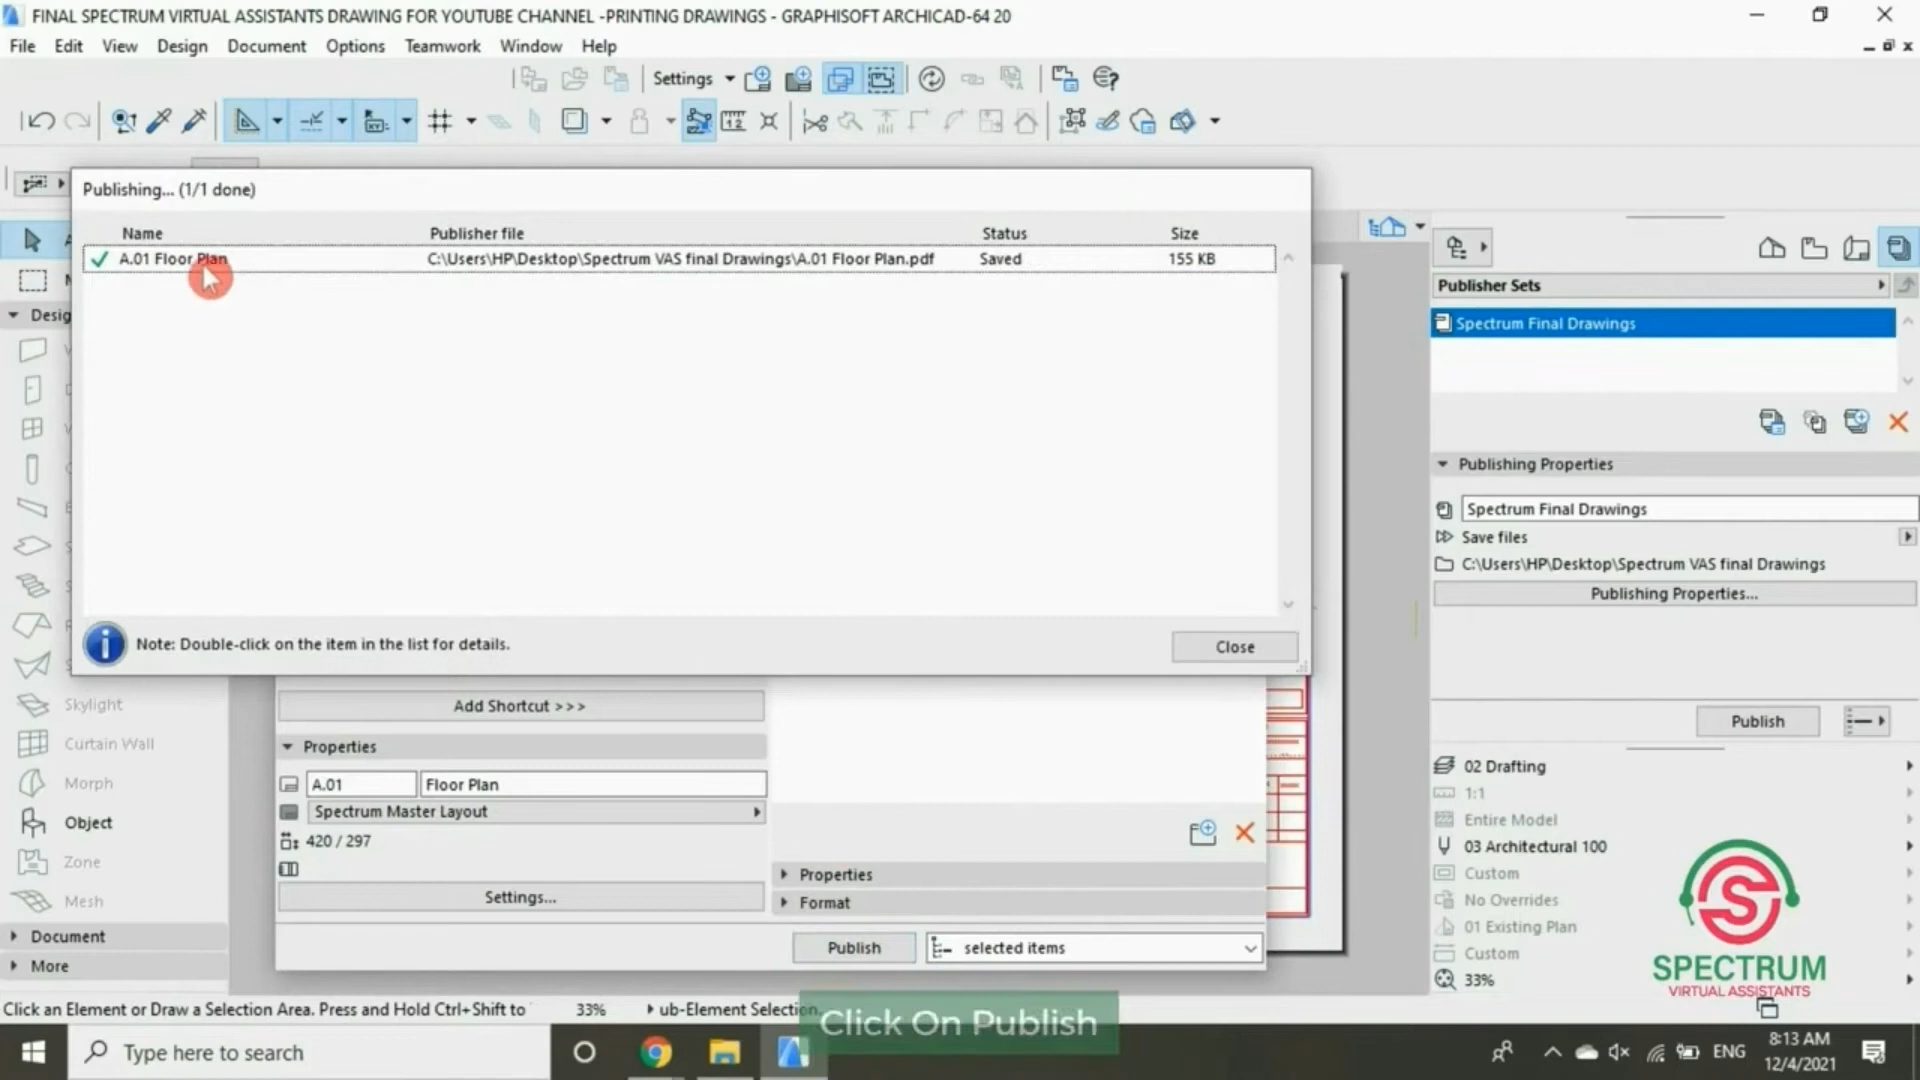 FINAL SPECTRUM VIRTUAL ASSISTANTS DRAWING FOR YOUTUBE CHANNEL -PRINTING DRAWINGS - GRAPHISOFT ARCHICAD-64 20
File Edit View Design Document Options Teamwork Window Help
Settings
Publishing... (1/1 done)
Name Publisher file Status Size
A.01 Floor Plan C:\Users\HP\Desktop\Spectrum VAS final Drawings\A.01 Floor Plan.pdf Saved 155 KB
Note: Double-click on the item in the list for details.
Close
Desig
Skylight
Curtain Wall
Morph
Object
Zone
Mesh
Document
More
Add Shortcut >>>
Properties
A.01 Floor Plan
Spectrum Master Layout
420 / 297
Settings...
Properties
Format
Publish selected items
Publisher Sets
Spectrum Final Drawings
Publishing Properties
Spectrum Final Drawings
Save files
C:\Users\HP\Desktop\Spectrum VAS final Drawings
Publishing Properties...
Publish
02 Drafting
1:1
Entire Model
03 Architectural 100
Custom
No Overrides
01 Existing Plan
Custom
33%
SPECTRUM
VIRTUAL ASSISTANTS
Click an Element or Draw a Selection Area. Press and Hold Ctrl+Shift to 33% ub-Element Selection.
Click On Publish
Type here to search
ENG
8:13 AM
12/4/2021